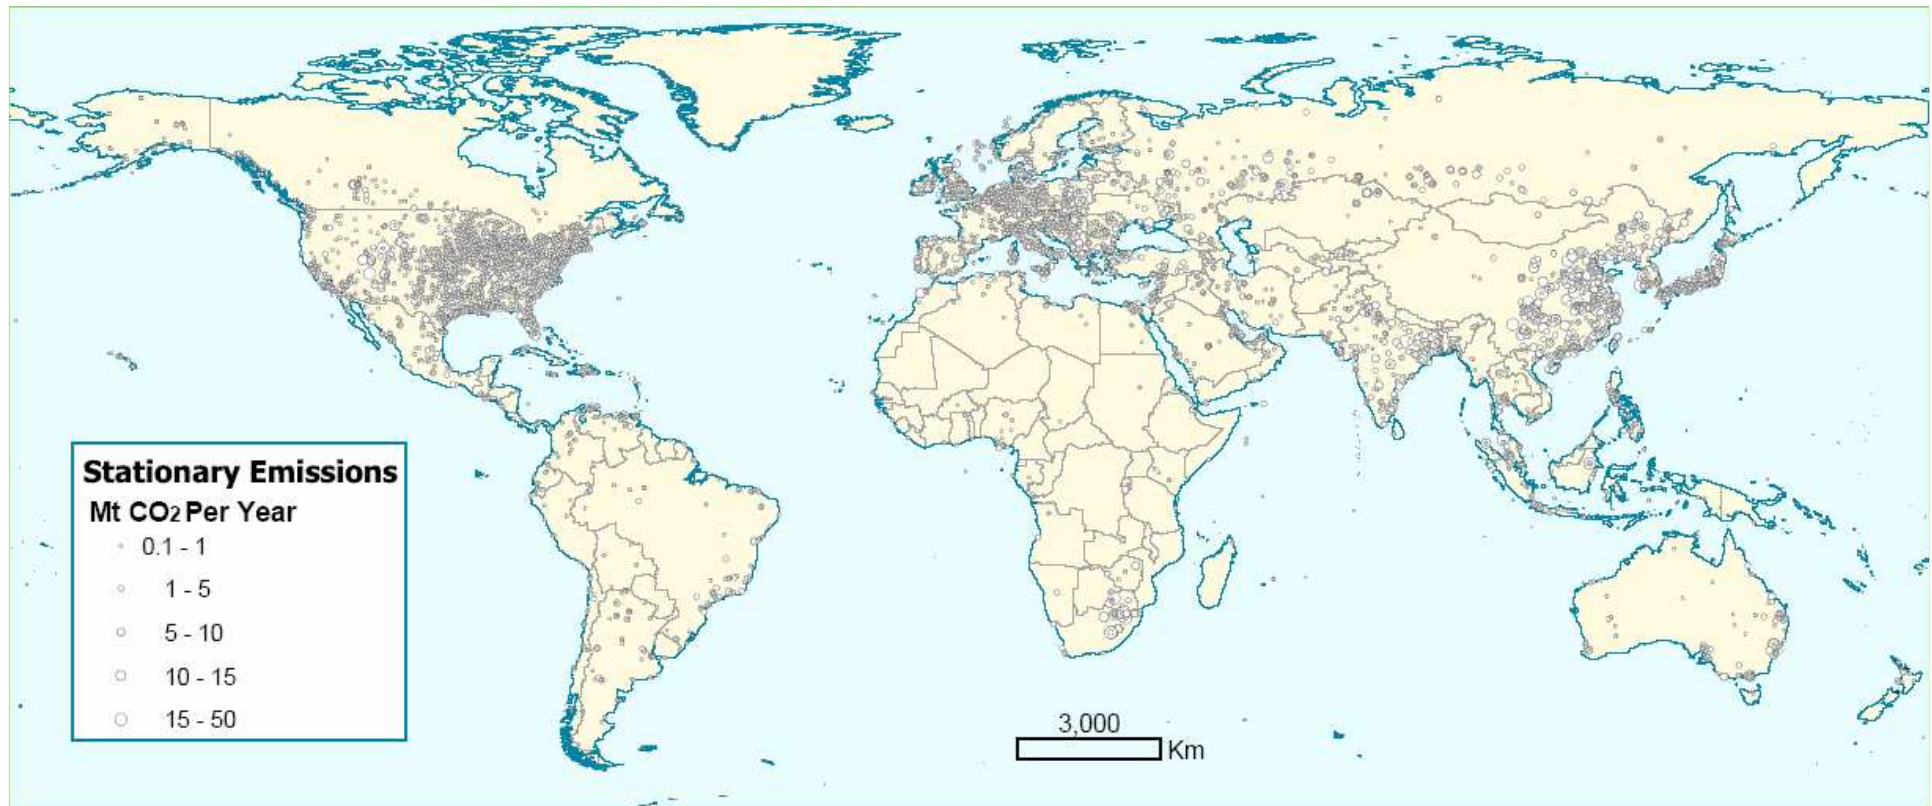 Stationary Emissions
Mt CO2 Per Year
0.1 - 1
1 - 5
5 - 10
10 - 15
15 - 50
3,000
Km